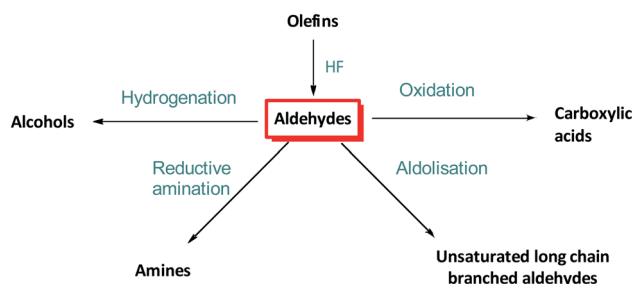 Olefins
HF
Hydrogenation
Oxidation
Alcohols
Aldehydes
Carboxylic
acids
Reductive
amination
Aldolisation
Amines
Unsaturated long chain
branched aldehydes